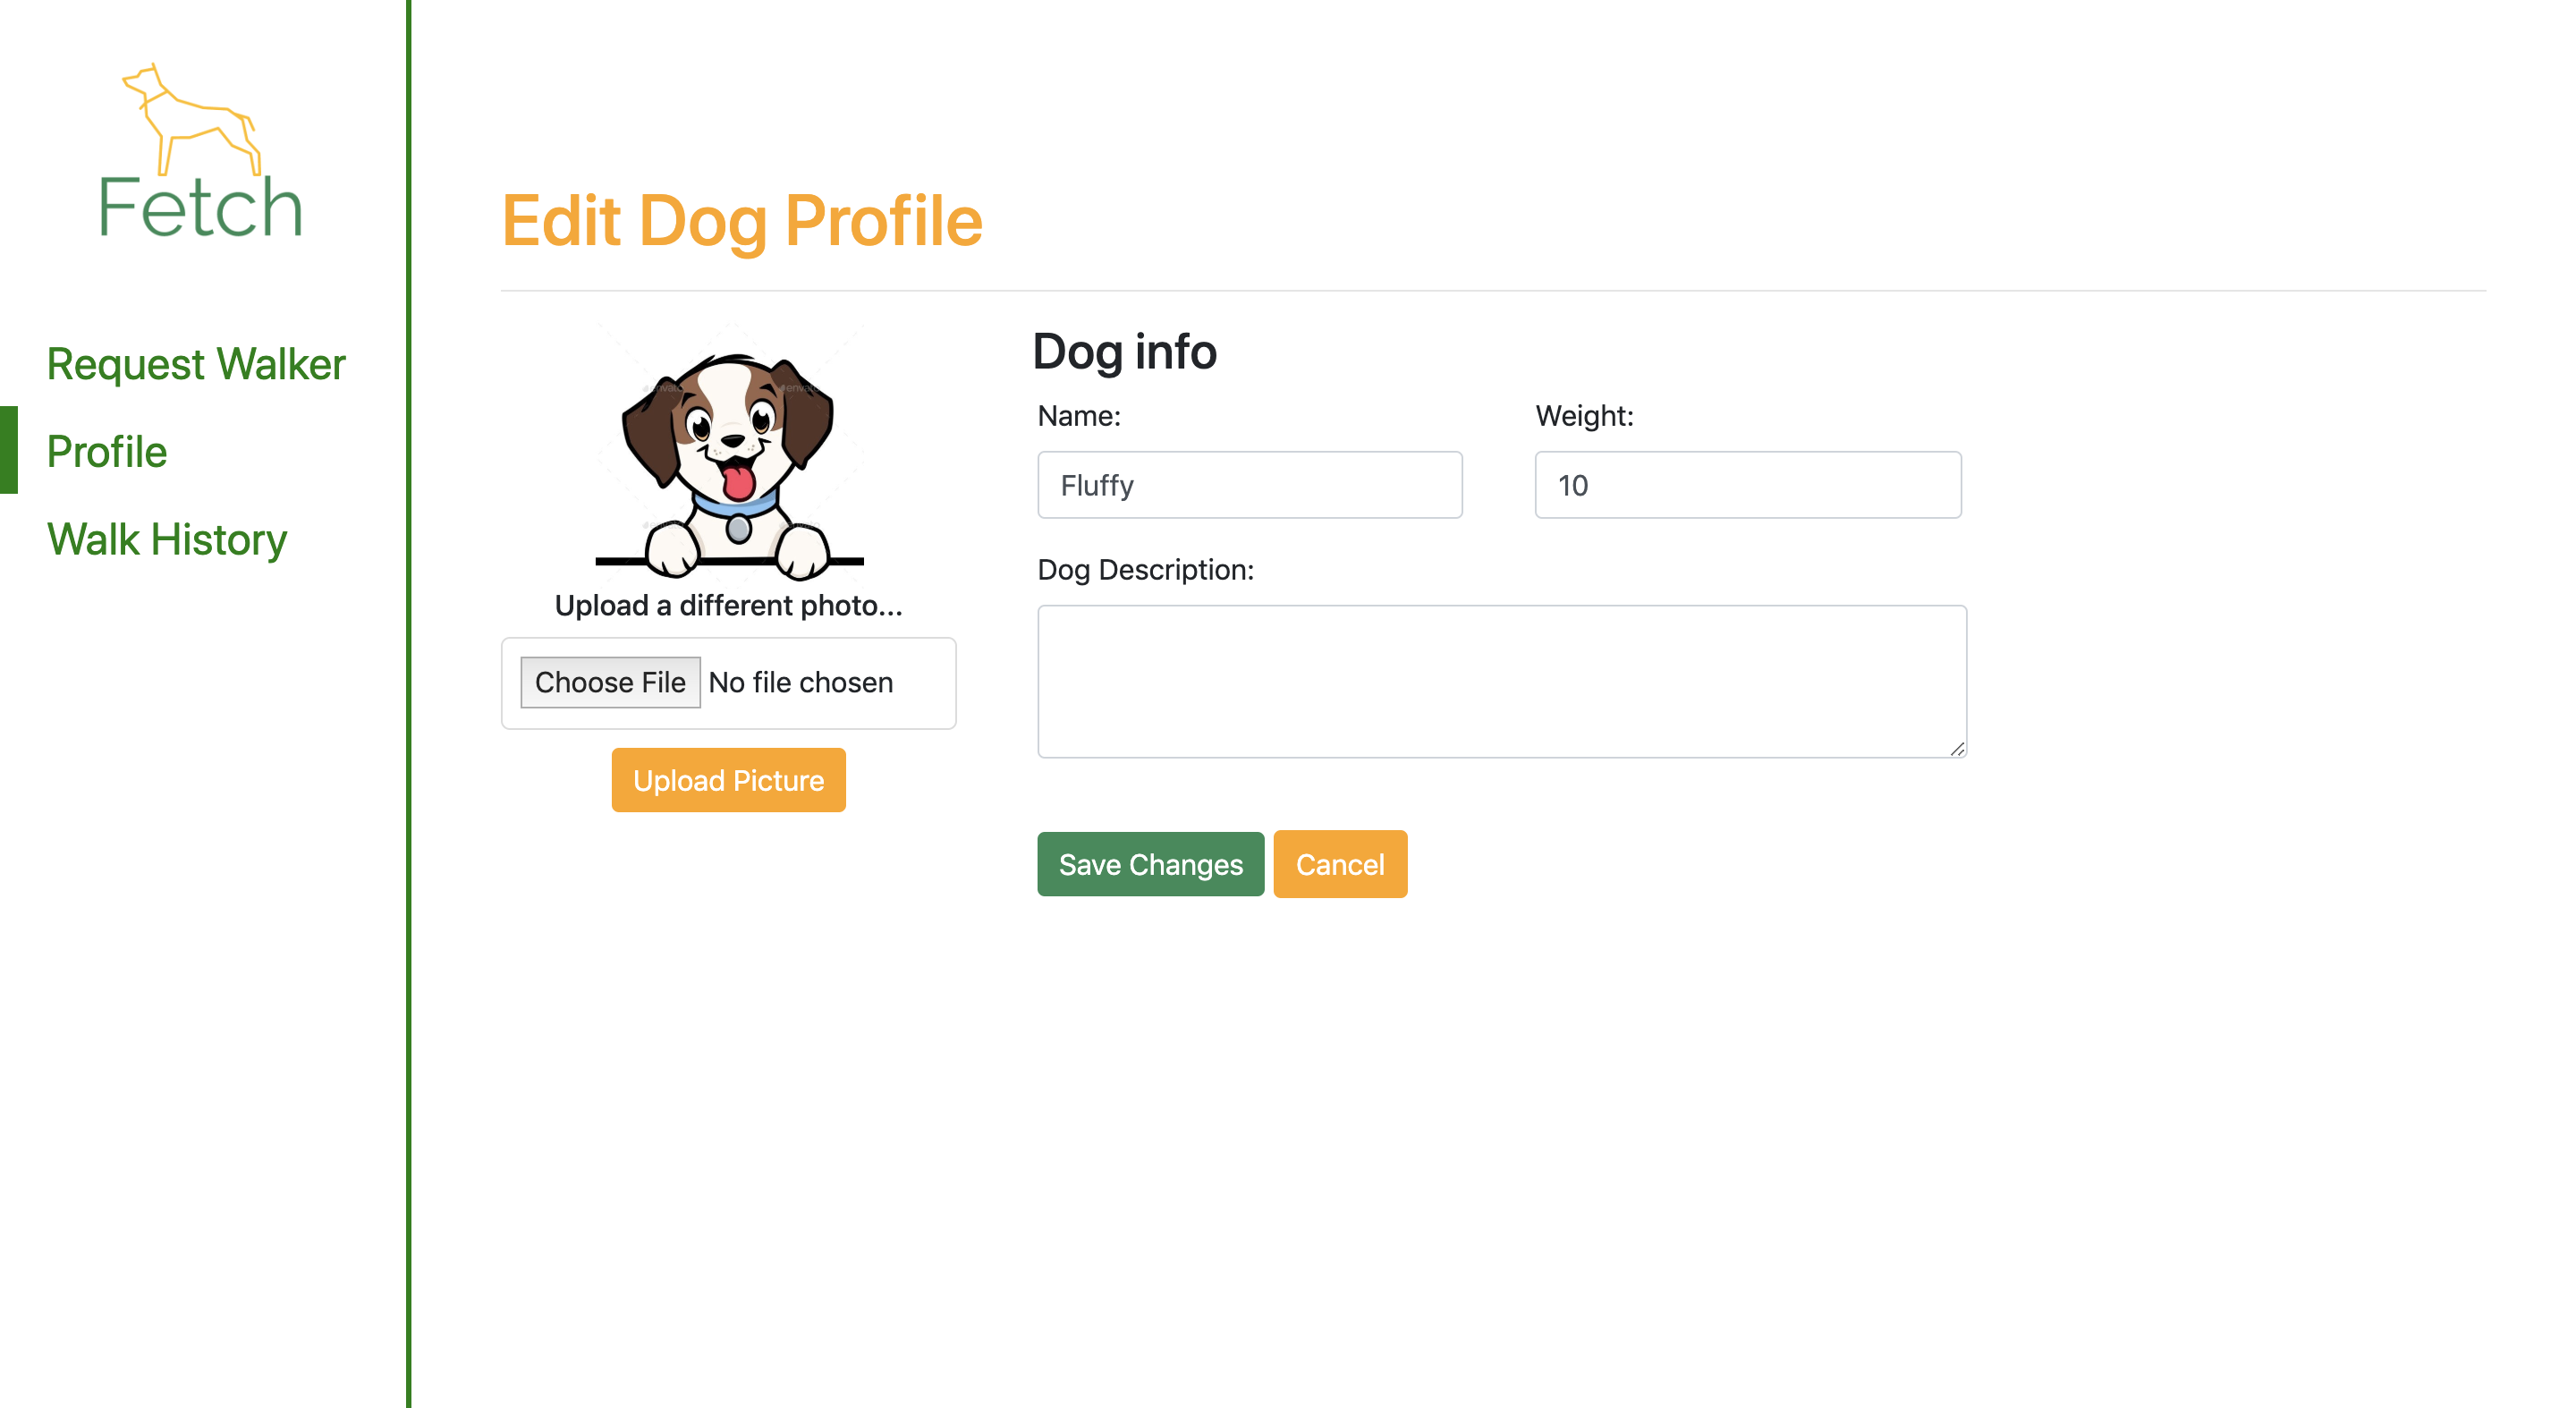 Fetch
Request Walker
Profile
Walk History
Edit Dog Profile
Upload a different photo...
Choose File No file chosen
Upload Picture
Dog info
Name: Weight:
Fluffy 10
Dog Description:
Save Changes Cancel